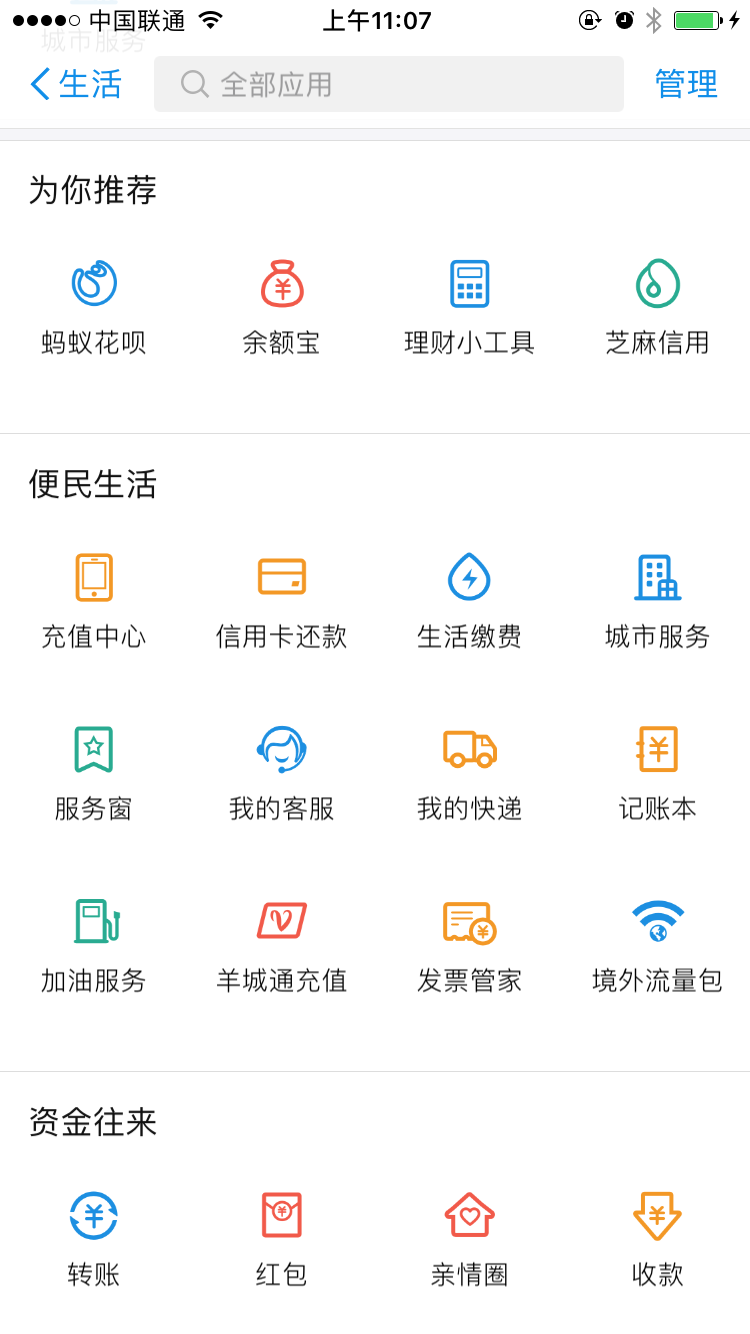 中国联通 上午11:07
城市服务
生活 全部应用 管理
为你推荐
蚂蚁花呗 余额宝 理财小工具 芝麻信用
便民生活
充值中心 信用卡还款 生活缴费 城市服务
服务窗 我的客服 我的快递 记账本
加油服务 羊城通充值 发票管家 境外流量包
资金往来
转账 红包 亲情圈 收款